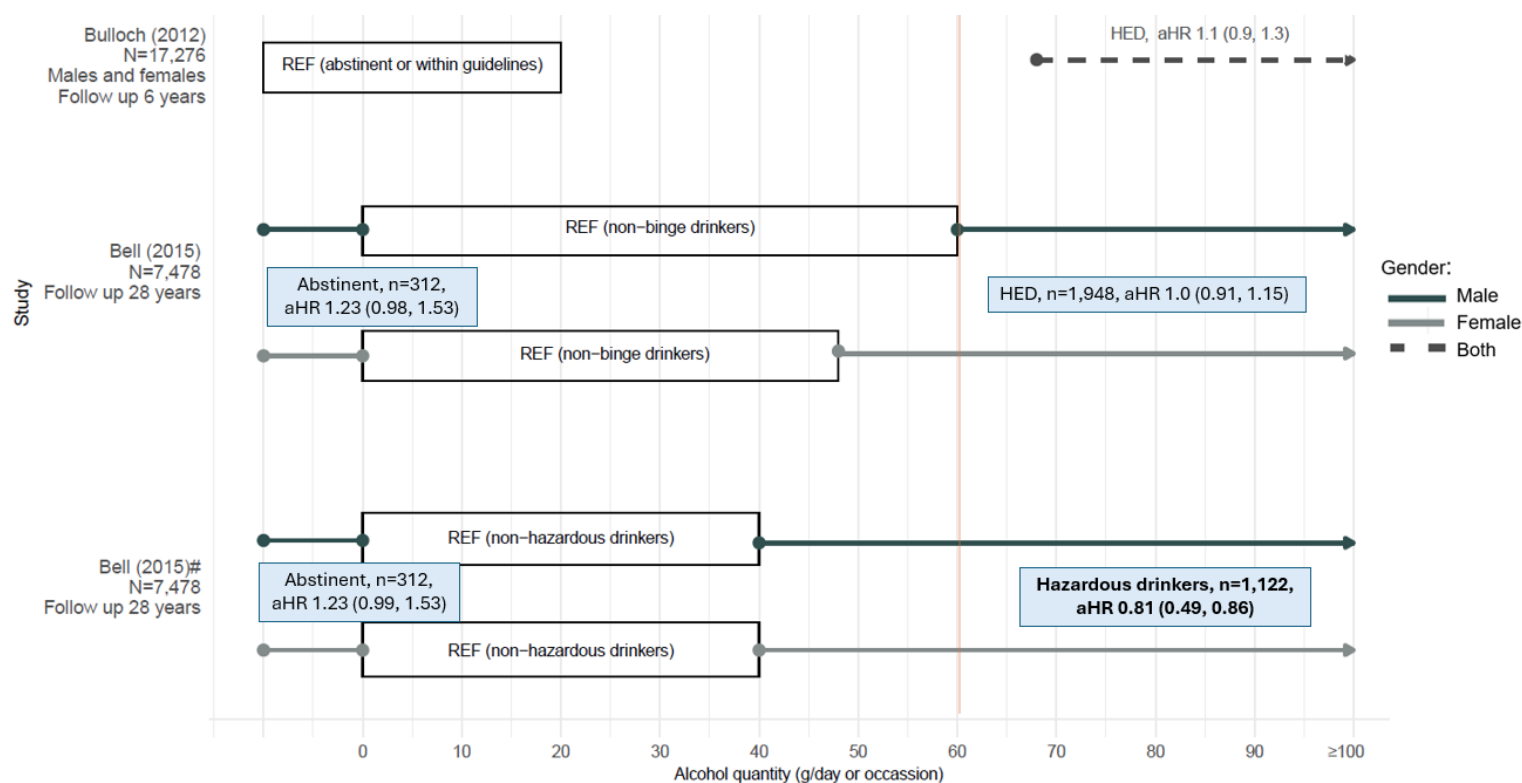 Bulloch (2012)
N=17,276
Males and females
Follow up 6 years
REF (abstinent or within guidelines)
HED, aHR 1.1 (0.9, 1.3)
Bell (2015)
N=7,478
Follow up 28 years
REF (non−binge drinkers)
Abstinent, n=312,
aHR 1.23 (0.98, 1.53)
HED, n=1,948, aHR 1.0 (0.91, 1.15)
REF (non−binge drinkers)
Gender:
Male
Female
Both
Study
Bell (2015)#
N=7,478
Follow up 28 years
REF (non−hazardous drinkers)
Abstinent, n=312,
aHR 1.23 (0.99, 1.53)
Hazardous drinkers, n=1,122,
aHR 0.81 (0.49, 0.86)
REF (non−hazardous drinkers)
0 10 20 30 40 50 60 70 80 90 ≥100
Alcohol quantity (g/day or occassion)